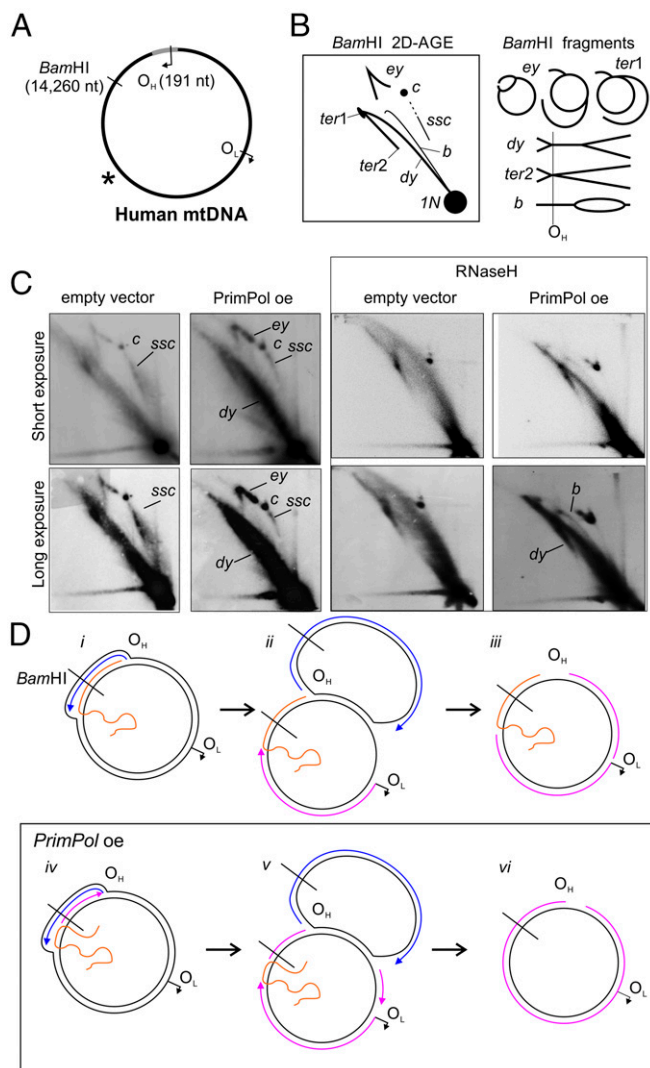 A
BamHI
(14,260 nt)
OH (191 nt)
OL
*
Human mtDNA
B
BamHI 2D-AGE
ey
c
ter1
ssc
b
ter2
dy
1N
BamHI fragments
ey
ter1
dy
ter2
b
OH
C
RNaseH
empty vector
PrimPol oe
empty vector
PrimPol oe
Short exposure
ssc
ey
c
ssc
dy
Long exposure
ssc
ey
c
ssc
dy
b
dy
D
i
OH
BamHI
OL
ii
OH
OL
iii
OH
OL
PrimPol oe
iv
OH
OL
v
OH
OL
vi
OH
OL